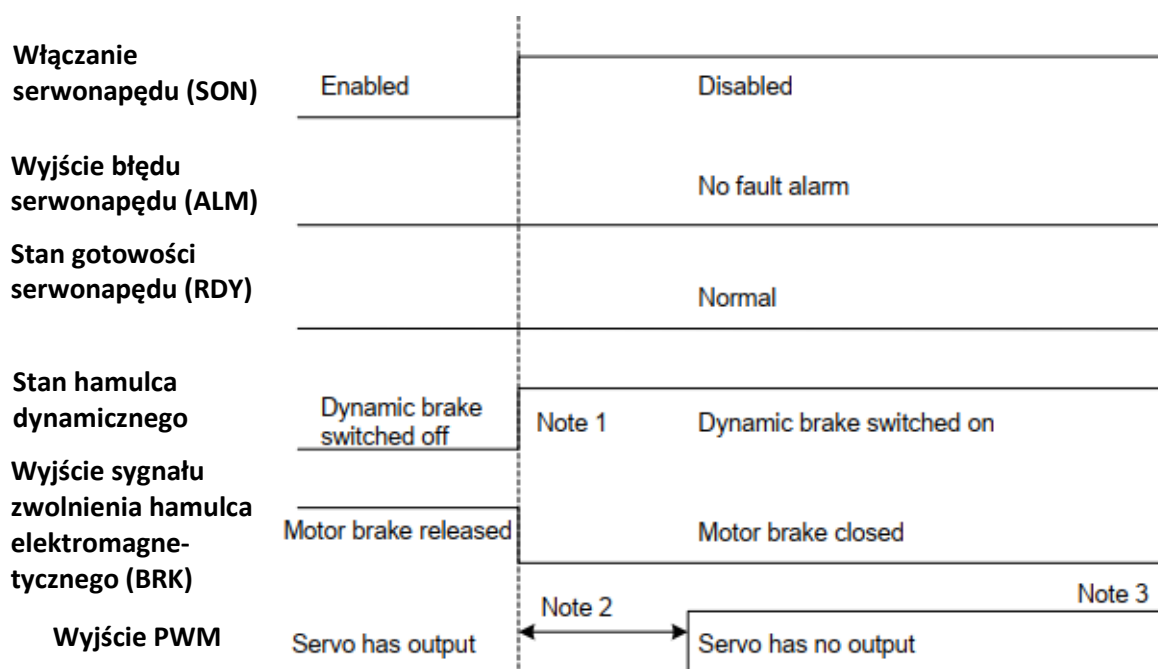 Włączanie
serwonapędu (SON)
Enabled
Disabled
Wyjście błędu
serwonapędu (ALM)
No fault alarm
Stan gotowości
serwonapędu (RDY)
Normal
Stan hamulca
dynamicznego
Dynamic brake
switched off
Note 1
Dynamic brake switched on
Wyjście sygnału
zwolnienia hamulca
elektromagne-
tycznego (BRK)
Motor brake released
Motor brake closed
Wyjście PWM
Servo has output
Note 2
Servo has no output
Note 3